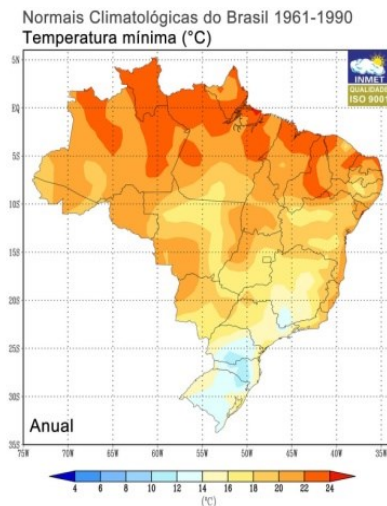 Normais Climatológicas do Brasil 1961-1990
Temperatura mínima (°C)
INMET
QUALIDADE
ISO 9001
5N
EQ
5S
10S
15S
20S
25S
30S
35S
Anual
75W 70W 65W 60W 55W 50W 45W 40W 35W
4 6 8 10 12 14 16 18 20 22 24
(°C)